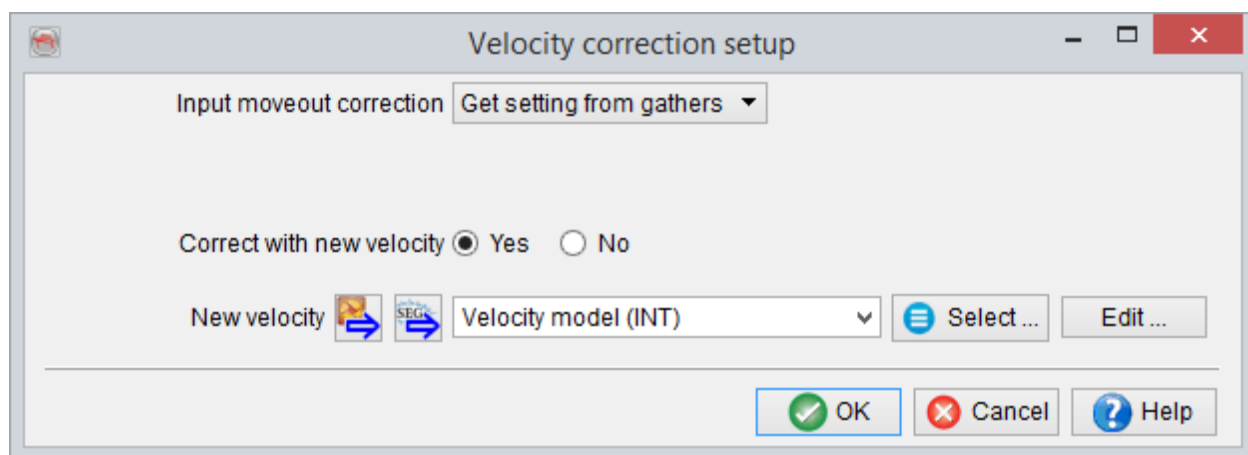 Velocity correction setup
Input moveout correction Get setting from gathers
Correct with new velocity Yes No
New velocity SEG Velocity model (INT) Select ... Edit ...
OK Cancel Help